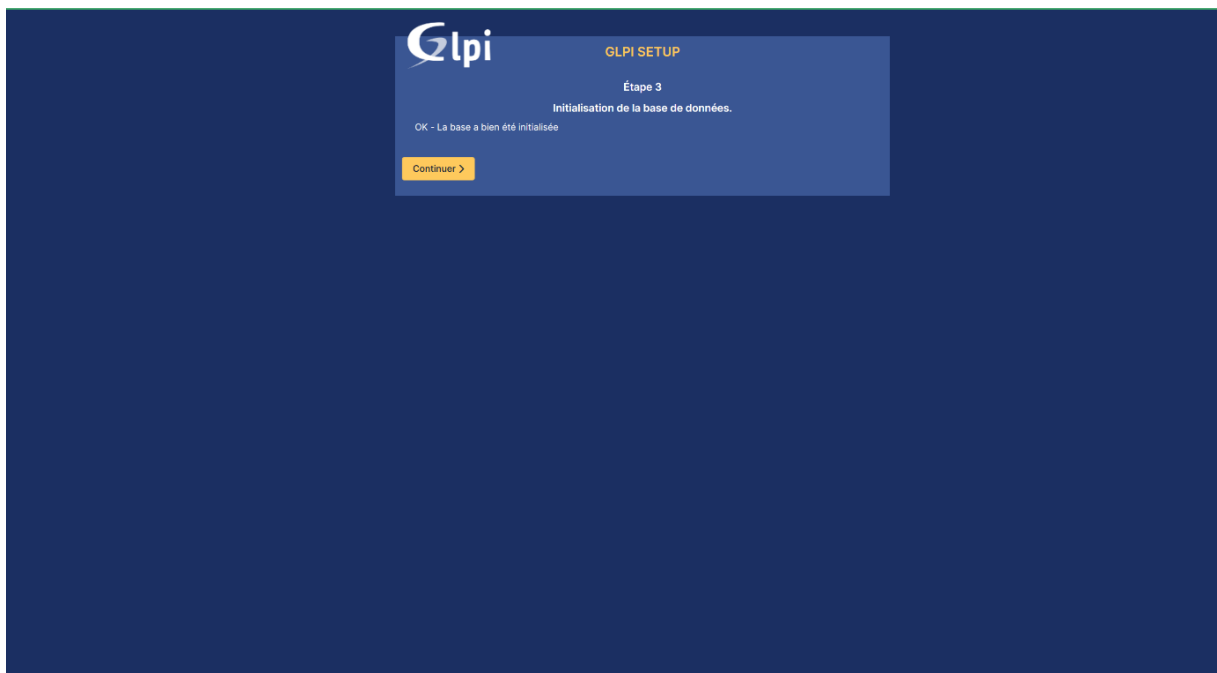 Glpi
GLPI SETUP
Étape 3
Initialisation de la base de données.
OK - La base a bien été initialisée
Continuer >